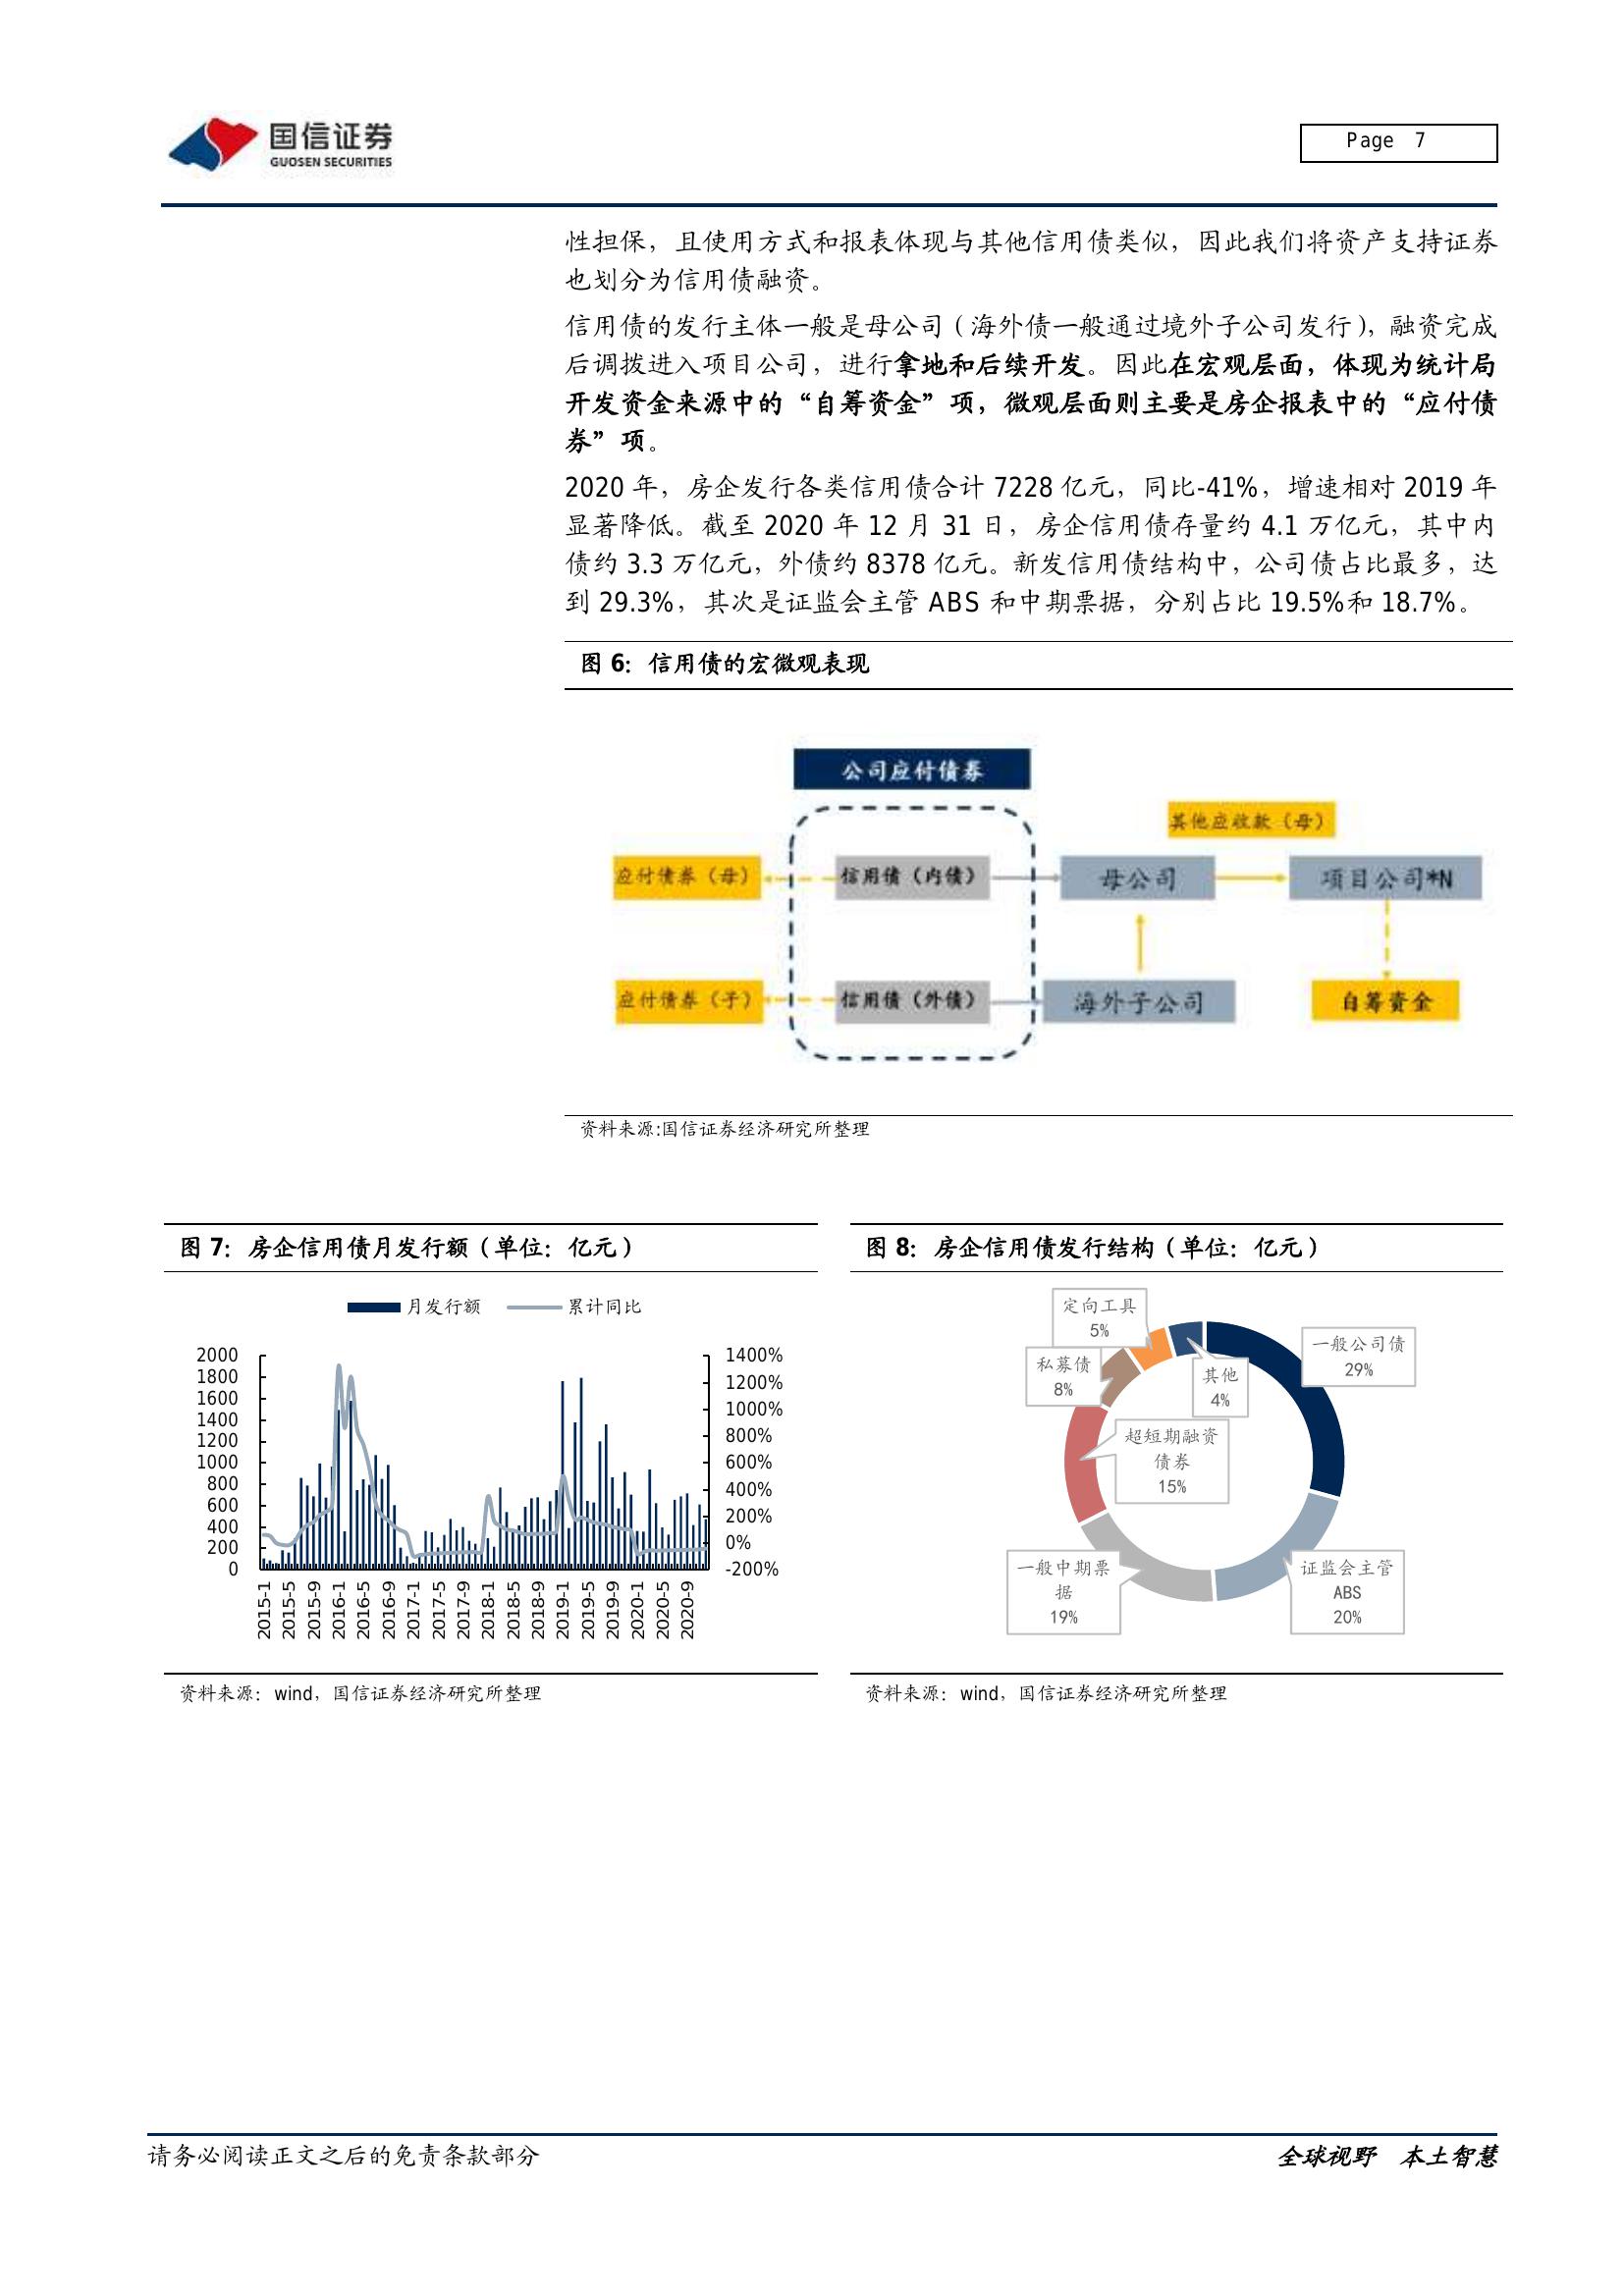 国信证券
GUOSEN SECURITIES
Page 7
性担保，且使用方式和报表体现与其他信用债类似，因此我们将资产支持证券
也划分为信用债融资。
信用债的发行主体一般是母公司（海外债一般通过境外子公司发行），融资完成
后调拨进入项目公司，进行拿地和后续开发。因此在宏观层面，体现为统计局
开发资金来源中的“自筹资金”项，微观层面则主要是房企报表中的“应付债
券”项。
2020 年，房企发行各类信用债合计 7228 亿元，同比-41%，增速相对 2019 年
显著降低。截至 2020 年 12 月 31 日，房企信用债存量约 4.1 万亿元，其中内
债约 3.3 万亿元，外债约 8378 亿元。新发信用债结构中，公司债占比最多，达
到 29.3%，其次是证监会主管 ABS 和中期票据，分别占比 19.5%和 18.7%。
图 6：信用债的宏微观表现
公司应付债券
其他应收款（母）
应付债券（母）
信用债（内债）
母公司
项目公司*N
应付债券（子）
信用债（外债）
海外子公司
自筹资金
资料来源:国信证券经济研究所整理
图 7：房企信用债月发行额（单位：亿元）
月发行额
累计同比
2000
1800
1600
1400
1200
1000
800
600
400
200
0
1400%
1200%
1000%
800%
600%
400%
200%
0%
-200%
2015-1
2015-5
2015-9
2016-1
2016-5
2016-9
2017-1
2017-5
2017-9
2018-1
2018-5
2018-9
2019-1
2019-5
2019-9
2020-1
2020-5
2020-9
资料来源：wind，国信证券经济研究所整理
图 8：房企信用债发行结构（单位：亿元）
定向工具
5%
私募债
8%
其他
4%
一般公司债
29%
超短期融资
债券
15%
一般中期票
据
19%
证监会主管
ABS
20%
资料来源：wind，国信证券经济研究所整理
请务必阅读正文之后的免责条款部分
全球视野 本土智慧